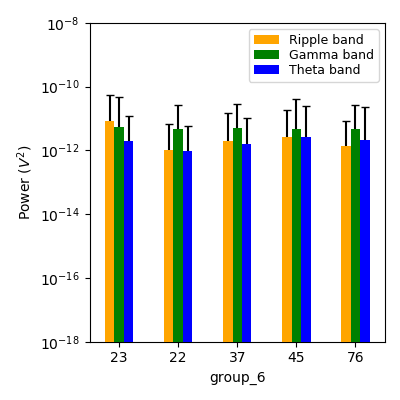 10⁻⁸
10⁻¹⁰
10⁻¹²
10⁻¹⁴
10⁻¹⁶
10⁻¹⁸
Power (V²)
Ripple band
Gamma band
Theta band
23 22 37 45 76
group_6